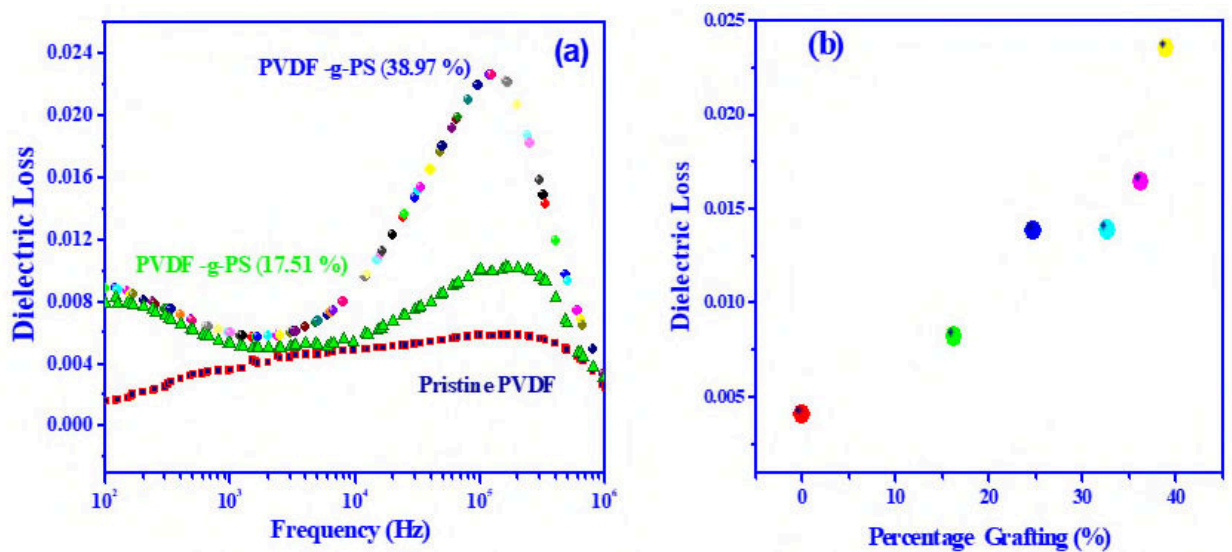 (a)
PVDF -g-PS (38.97 %)
PVDF -g-PS (17.51 %)
Pristine PVDF
Dielectric Loss
0.024
0.020
0.016
0.012
0.008
0.004
0.000
10²
10³
10⁴
10⁵
10⁶
Frequency (Hz)
(b)
Dielectric Loss
0.025
0.020
0.015
0.010
0.005
0
10
20
30
40
Percentage Grafting (%)